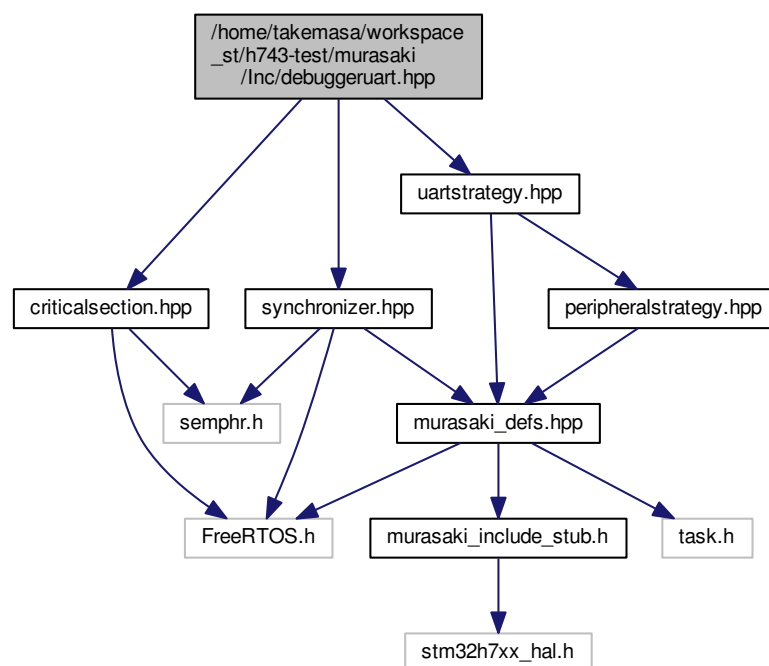 /home/takemasa/workspace
_st/h743-test/murasaki
/Inc/debuggeruart.hpp
uartstrategy.hpp
criticalsection.hpp
synchronizer.hpp
peripheralstrategy.hpp
semphr.h
murasaki_defs.hpp
FreeRTOS.h
murasaki_include_stub.h
task.h
stm32h7xx_hal.h